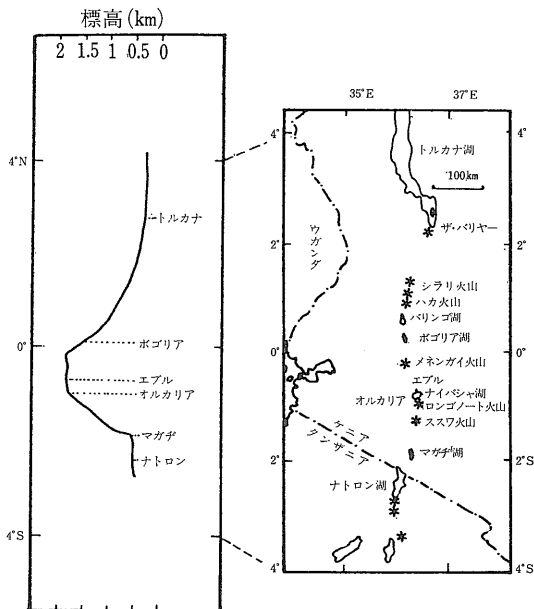 標高(km)
2 1.5 1 0.5 0
4°N
トルカナ
0°
ボゴリア
エブル
オルカリア
マガヂ
ナトロン
4°S
35°E 37°E
4° 4°
トルカナ湖
100km
ザ・バリヤー
ウガンダ
2° 2°
シラリ火山
ハカ火山
バリンゴ湖
ボゴリア湖
0° 0°
メネンガイ火山
エブル
ナイバシャ湖
オルカリア
ロンゴノート火山
ススワ火山
ケニア
タンザニア
マガヂ湖
2° 2°S
ナトロン湖
4° 4°S